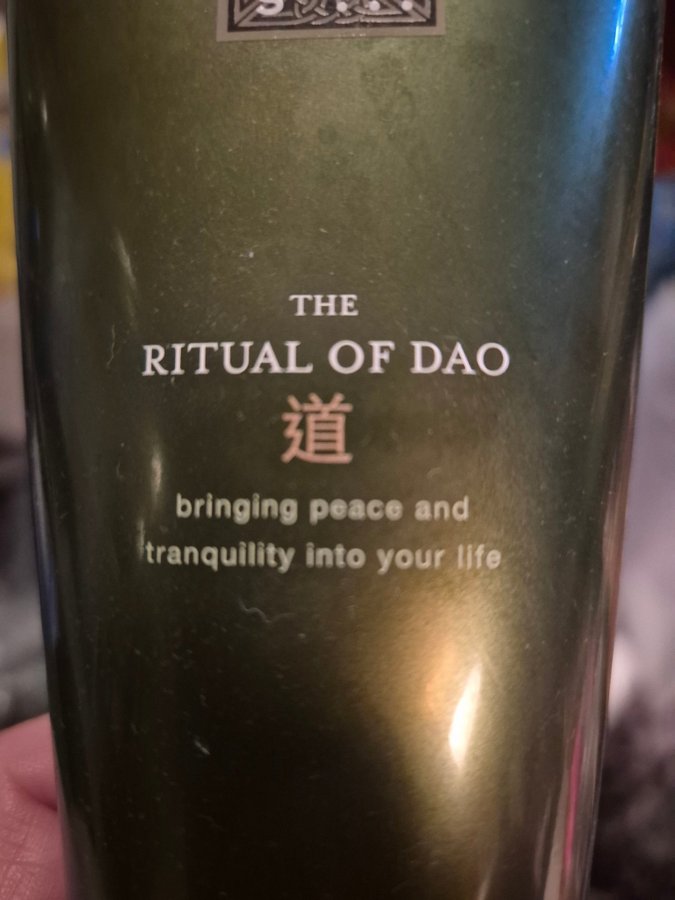 THE
RITUAL OF DAO
道
bringing peace and
tranquility into your life